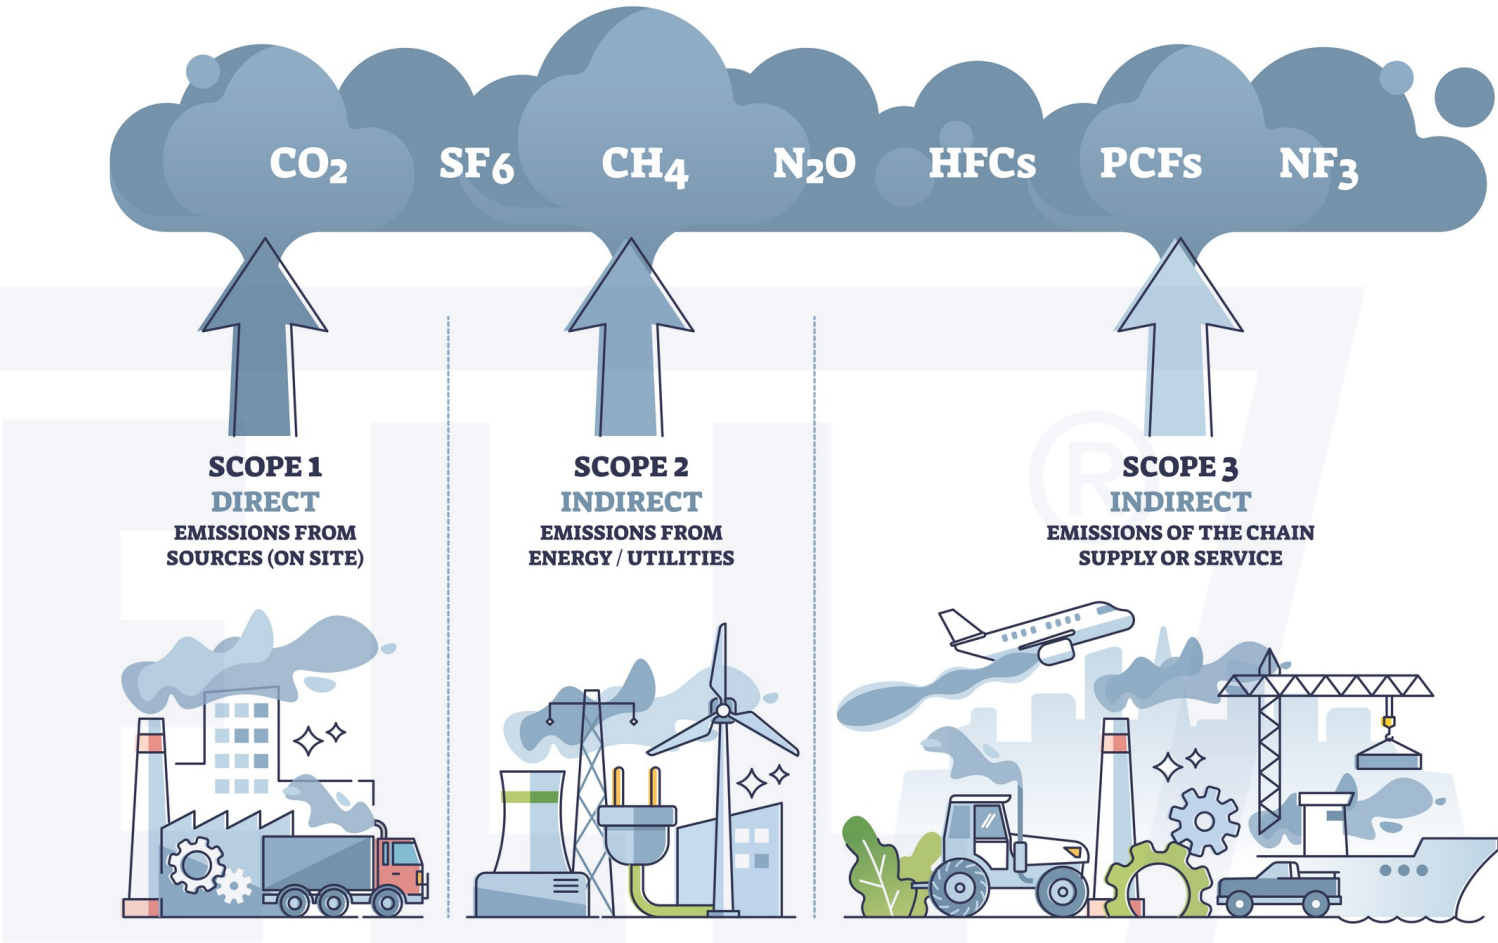 CO2 SF6 CH4 N2O HFCs PCFs NF3
SCOPE 1
DIRECT
EMISSIONS FROM
SOURCES (ON SITE)
SCOPE 2
INDIRECT
EMISSIONS FROM
ENERGY / UTILITIES
SCOPE 3
INDIRECT
EMISSIONS OF THE CHAIN
SUPPLY OR SERVICE
®